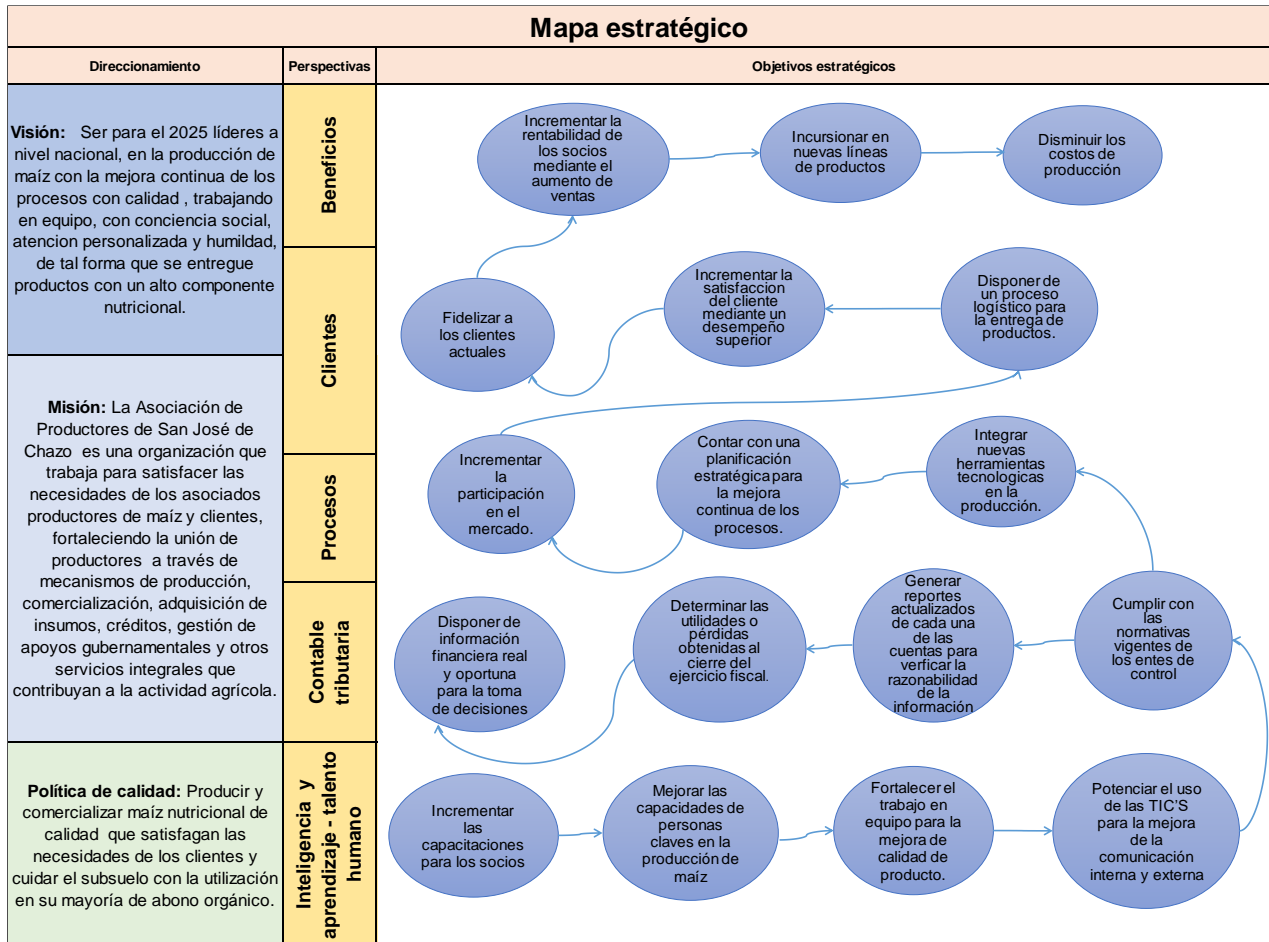 Mapa estratégico
Direccionamiento
Perspectivas
Objetivos estratégicos
Visión: Ser para el 2025 líderes a
nivel nacional, en la producción de
maíz con la mejora continua de los
procesos con calidad , trabajando
en equipo, con conciencia social,
atencion personalizada y humildad,
de tal forma que se entregue
productos con un alto componente
nutricional.
Misión: La Asociación de
Productores de San José de
Chazo es una organización que
trabaja para satisfacer las
necesidades de los asociados
productores de maíz y clientes,
fortaleciendo la unión de
productores a través de
mecanismos de producción,
comercialización, adquisición de
insumos, créditos, gestión de
apoyos gubernamentales y otros
servicios integrales que
contribuyan a la actividad agrícola.
Política de calidad: Producir y
comercializar maíz nutricional de
calidad que satisfagan las
necesidades de los clientes y
cuidar el subsuelo con la utilización
en su mayoría de abono orgánico.
Beneficios
Incrementar la
rentabilidad de
los socios
mediante el
aumento de
ventas
Incursionar en
nuevas líneas
de productos
Disminuir los
costos de
producción
Clientes
Fidelizar a
los clientes
actuales
Incrementar la
satisfaccion
del cliente
mediante un
desempeño
superior
Disponer de
un proceso
logístico para
la entrega de
productos.
Procesos
Incrementar
la
participación
en el
mercado.
Contar con una
planificación
estratégica para
la mejora
continua de los
procesos.
Integrar
nuevas
herramientas
tecnologicas
en la
producción.
Contable
tributaria
Disponer de
información
financiera real
y oportuna
para la toma
de decisiones
Determinar las
utilidades o
pérdidas
obtenidas al
cierre del
ejercicio fiscal.
Generar
reportes
actualizados
de cada una
de las
cuentas para
verficar la
razonabilidad
de la
información
Cumplir con
las
normativas
vigentes de
los entes de
control
Inteligencia y
aprendizaje - talento
humano
Incrementar
las
capacitaciones
para los socios
Mejorar las
capacidades de
personas
claves en la
producción de
maíz
Fortalecer el
trabajo en
equipo para la
mejora de
calidad de
producto.
Potenciar el uso
de las TIC'S
para la mejora
de la
comunicación
interna y externa